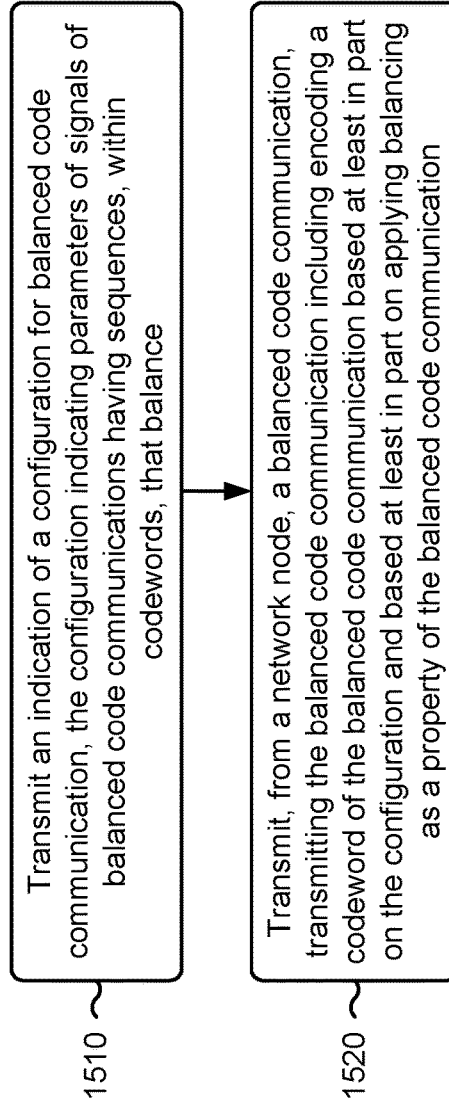 1510
Transmit an indication of a configuration for balanced code
communication, the configuration indicating parameters of signals of
balanced code communications having sequences, within
codewords, that balance
1520
Transmit, from a network node, a balanced code communication,
transmitting the balanced code communication including encoding a
codeword of the balanced code communication based at least in part
on the configuration and based at least in part on applying balancing
as a property of the balanced code communication